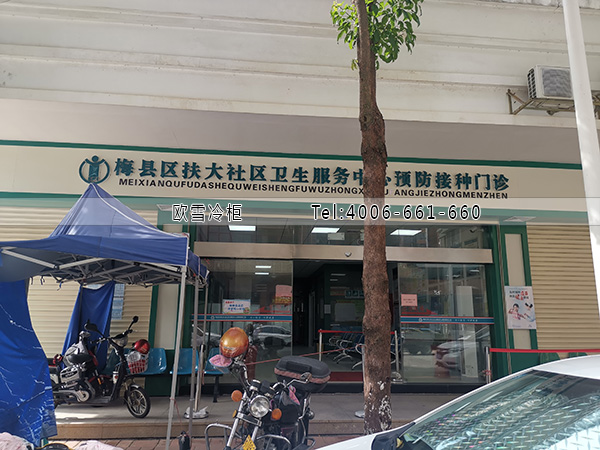 梅县区扶大社区卫生服务中心预防接种门诊
MEIXIANQUFUDASHEQUWEISHENGFUWUZHONGX U ANGJIEZHONGMENZHEN
欧雪冷柜 Tel:4006-661-660